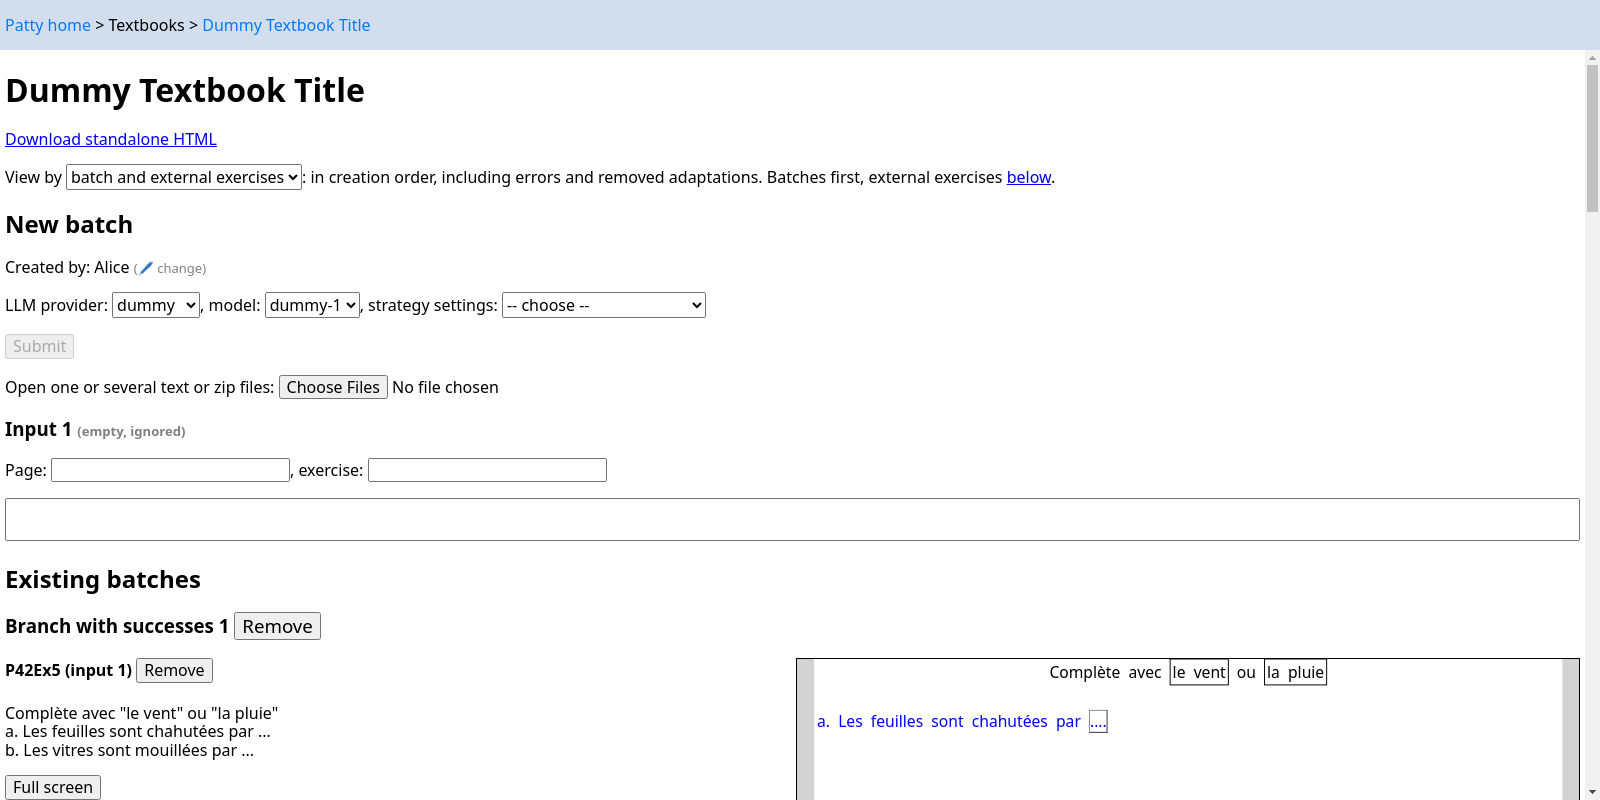 Patty home > Textbooks > Dummy Textbook Title
Dummy Textbook Title
Download standalone HTML
View by batch and external exercises : in creation order, including errors and removed adaptations. Batches first, external exercises below.
New batch
Created by: Alice (🖊️ change)
LLM provider: dummy , model: dummy-1 , strategy settings: -- choose --
Submit
Open one or several text or zip files: Choose Files No file chosen
Input 1 (empty, ignored)
Page: , exercise:
Existing batches
Branch with successes 1 Remove
P42Ex5 (input 1) Remove
Complète avec "le vent" ou "la pluie"
a. Les feuilles sont chahutées par ...
b. Les vitres sont mouillées par ...
Full screen
Complète avec le vent ou la pluie
a. Les feuilles sont chahutées par ....